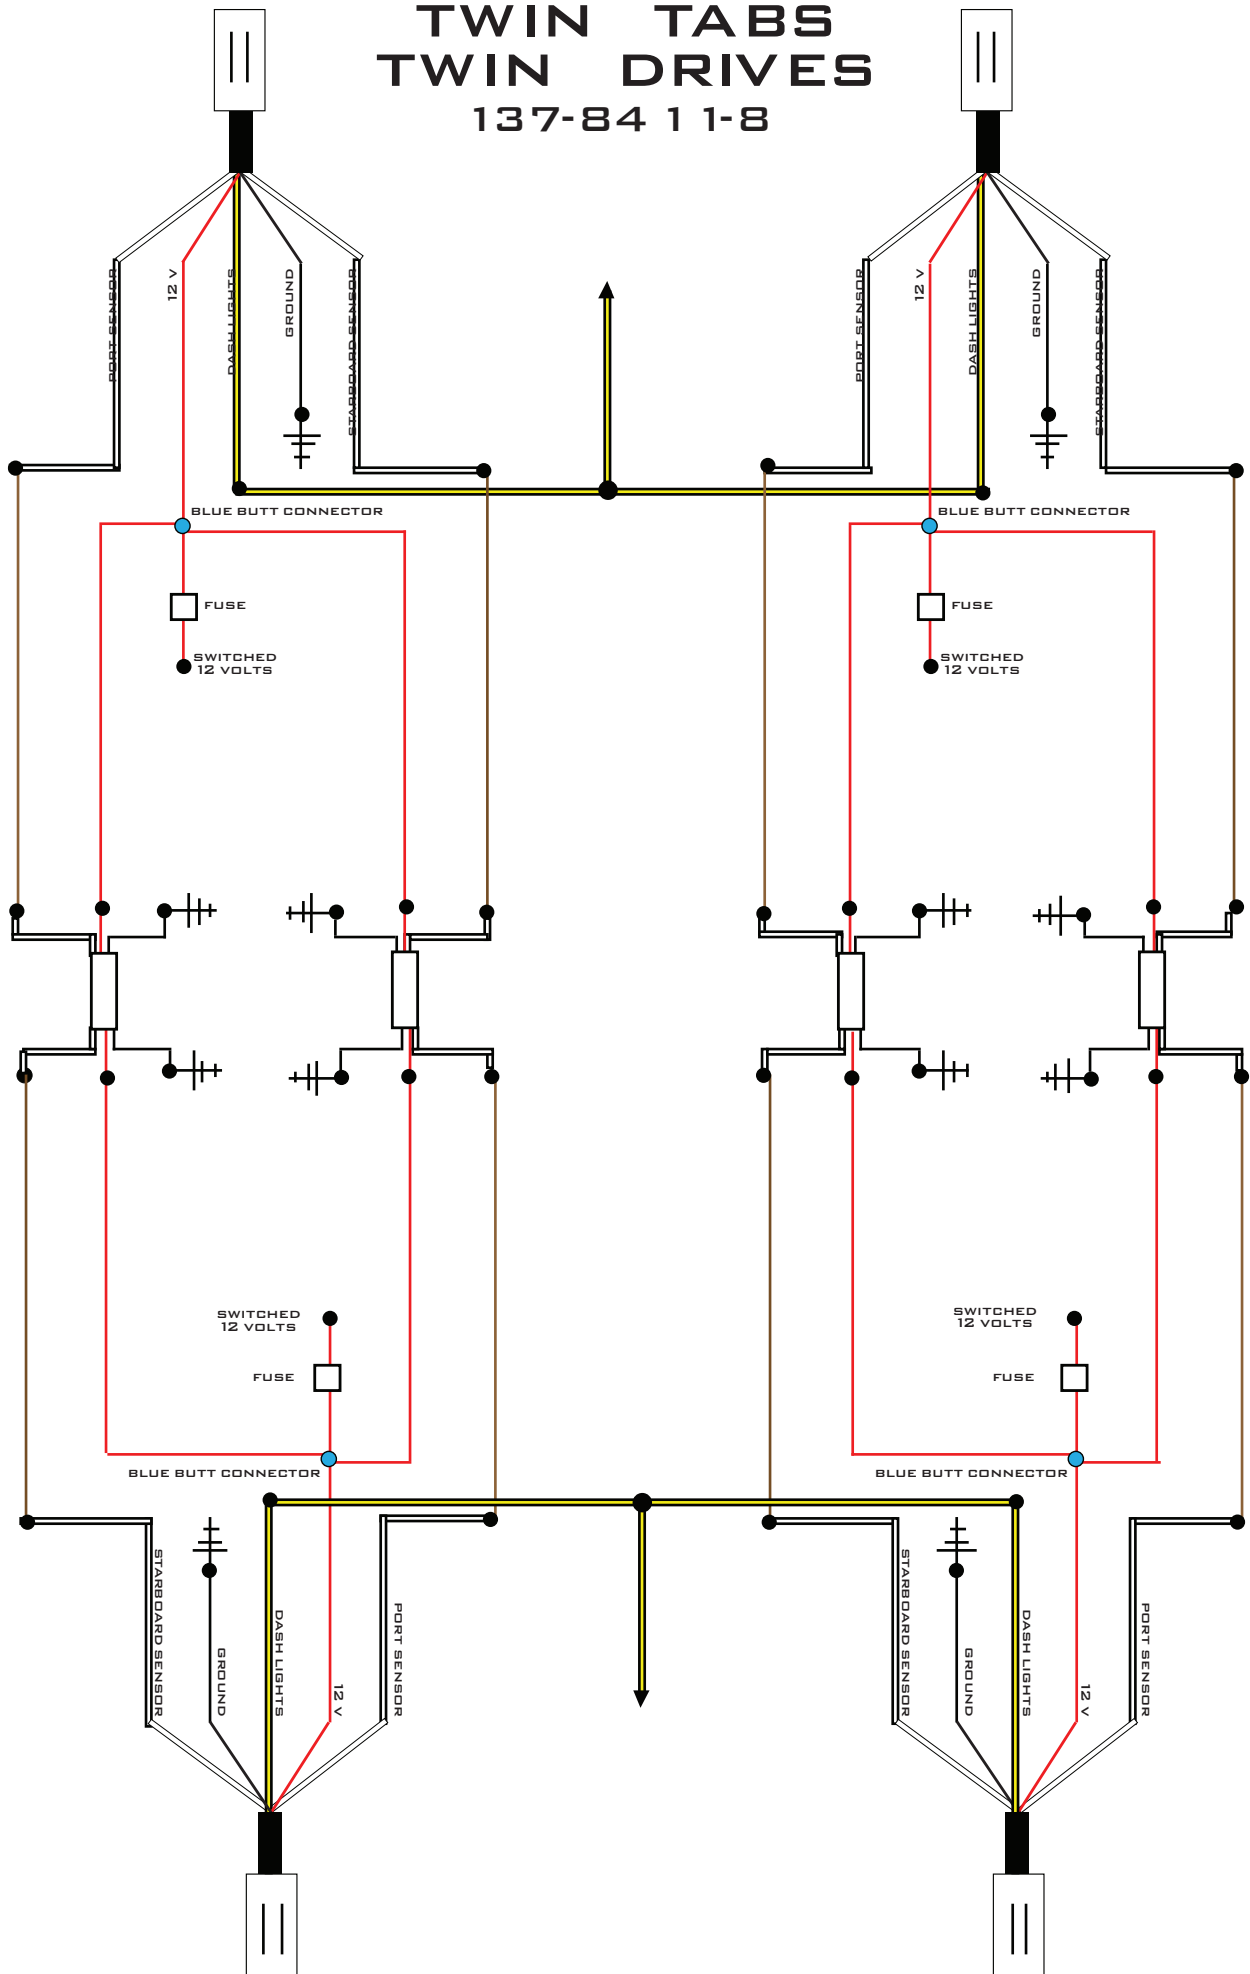 TWIN TABS
TWIN DRIVES
137-8411-8
PORT SENSOR
12 V
DASH LIGHTS
GROUND
STARBOARD SENSOR
PORT SENSOR
12 V
DASH LIGHTS
GROUND
STARBOARD SENSOR
BLUE BUTT CONNECTOR
BLUE BUTT CONNECTOR
FUSE
FUSE
SWITCHED
12 VOLTS
SWITCHED
12 VOLTS
SWITCHED
12 VOLTS
SWITCHED
12 VOLTS
FUSE
FUSE
BLUE BUTT CONNECTOR
BLUE BUTT CONNECTOR
STARBOARD SENSOR
GROUND
DASH LIGHTS
12 V
PORT SENSOR
STARBOARD SENSOR
GROUND
DASH LIGHTS
12 V
PORT SENSOR